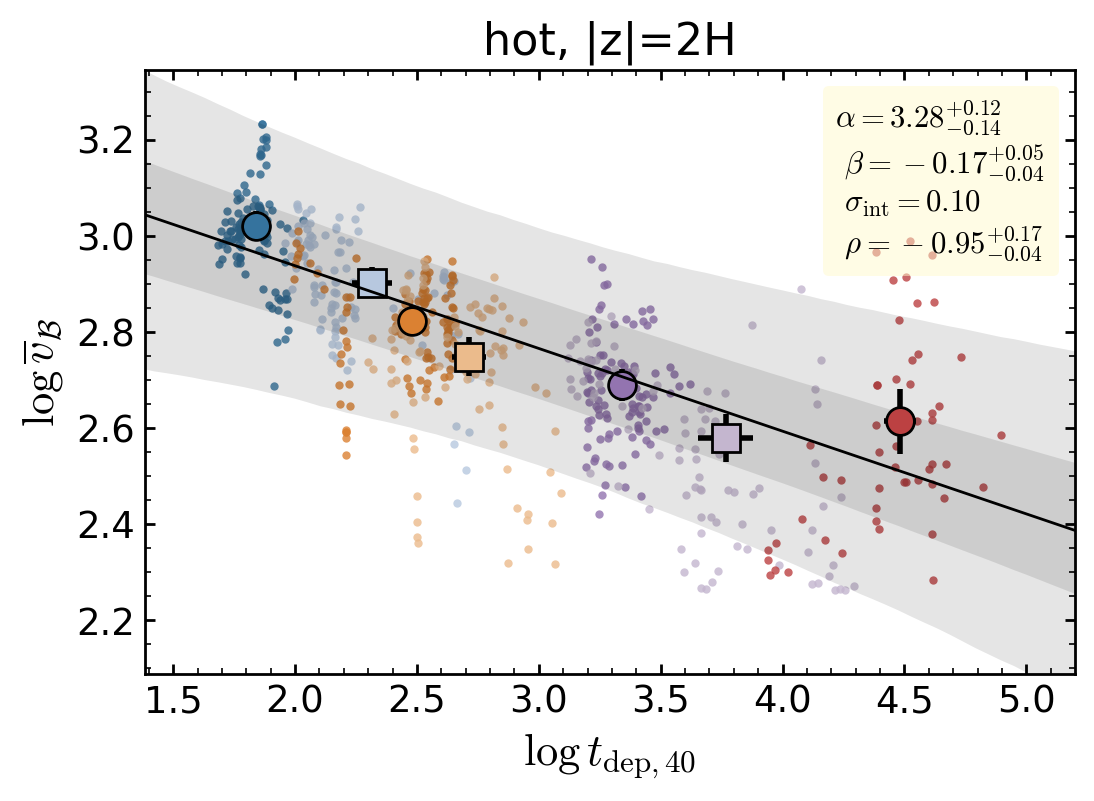 hot, |z|=2H
α = 3.28 +0.12 −0.14
β = −0.17 +0.05 −0.04
σ int = 0.10
ρ = −0.95 +0.17 −0.04
3.2
3.0
2.8
2.6
2.4
2.2
log v̅_ℬ
1.5 2.0 2.5 3.0 3.5 4.0 4.5 5.0
log t dep, 40